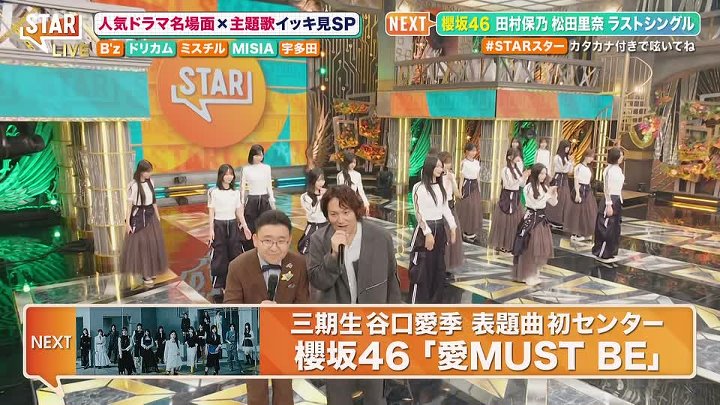 STAR
LIVE
人気ドラマ名場面×主題歌イッキ見SP
B'z ドリカム ミスチル MISIA 宇多田
NEXT 櫻坂46 田村保乃 松田里奈 ラストシングル
#STARスター カタカナ付きで呟いてね
STAR
NEXT
三期生 谷口愛季 表題曲初センター
櫻坂46「愛MUST BE」